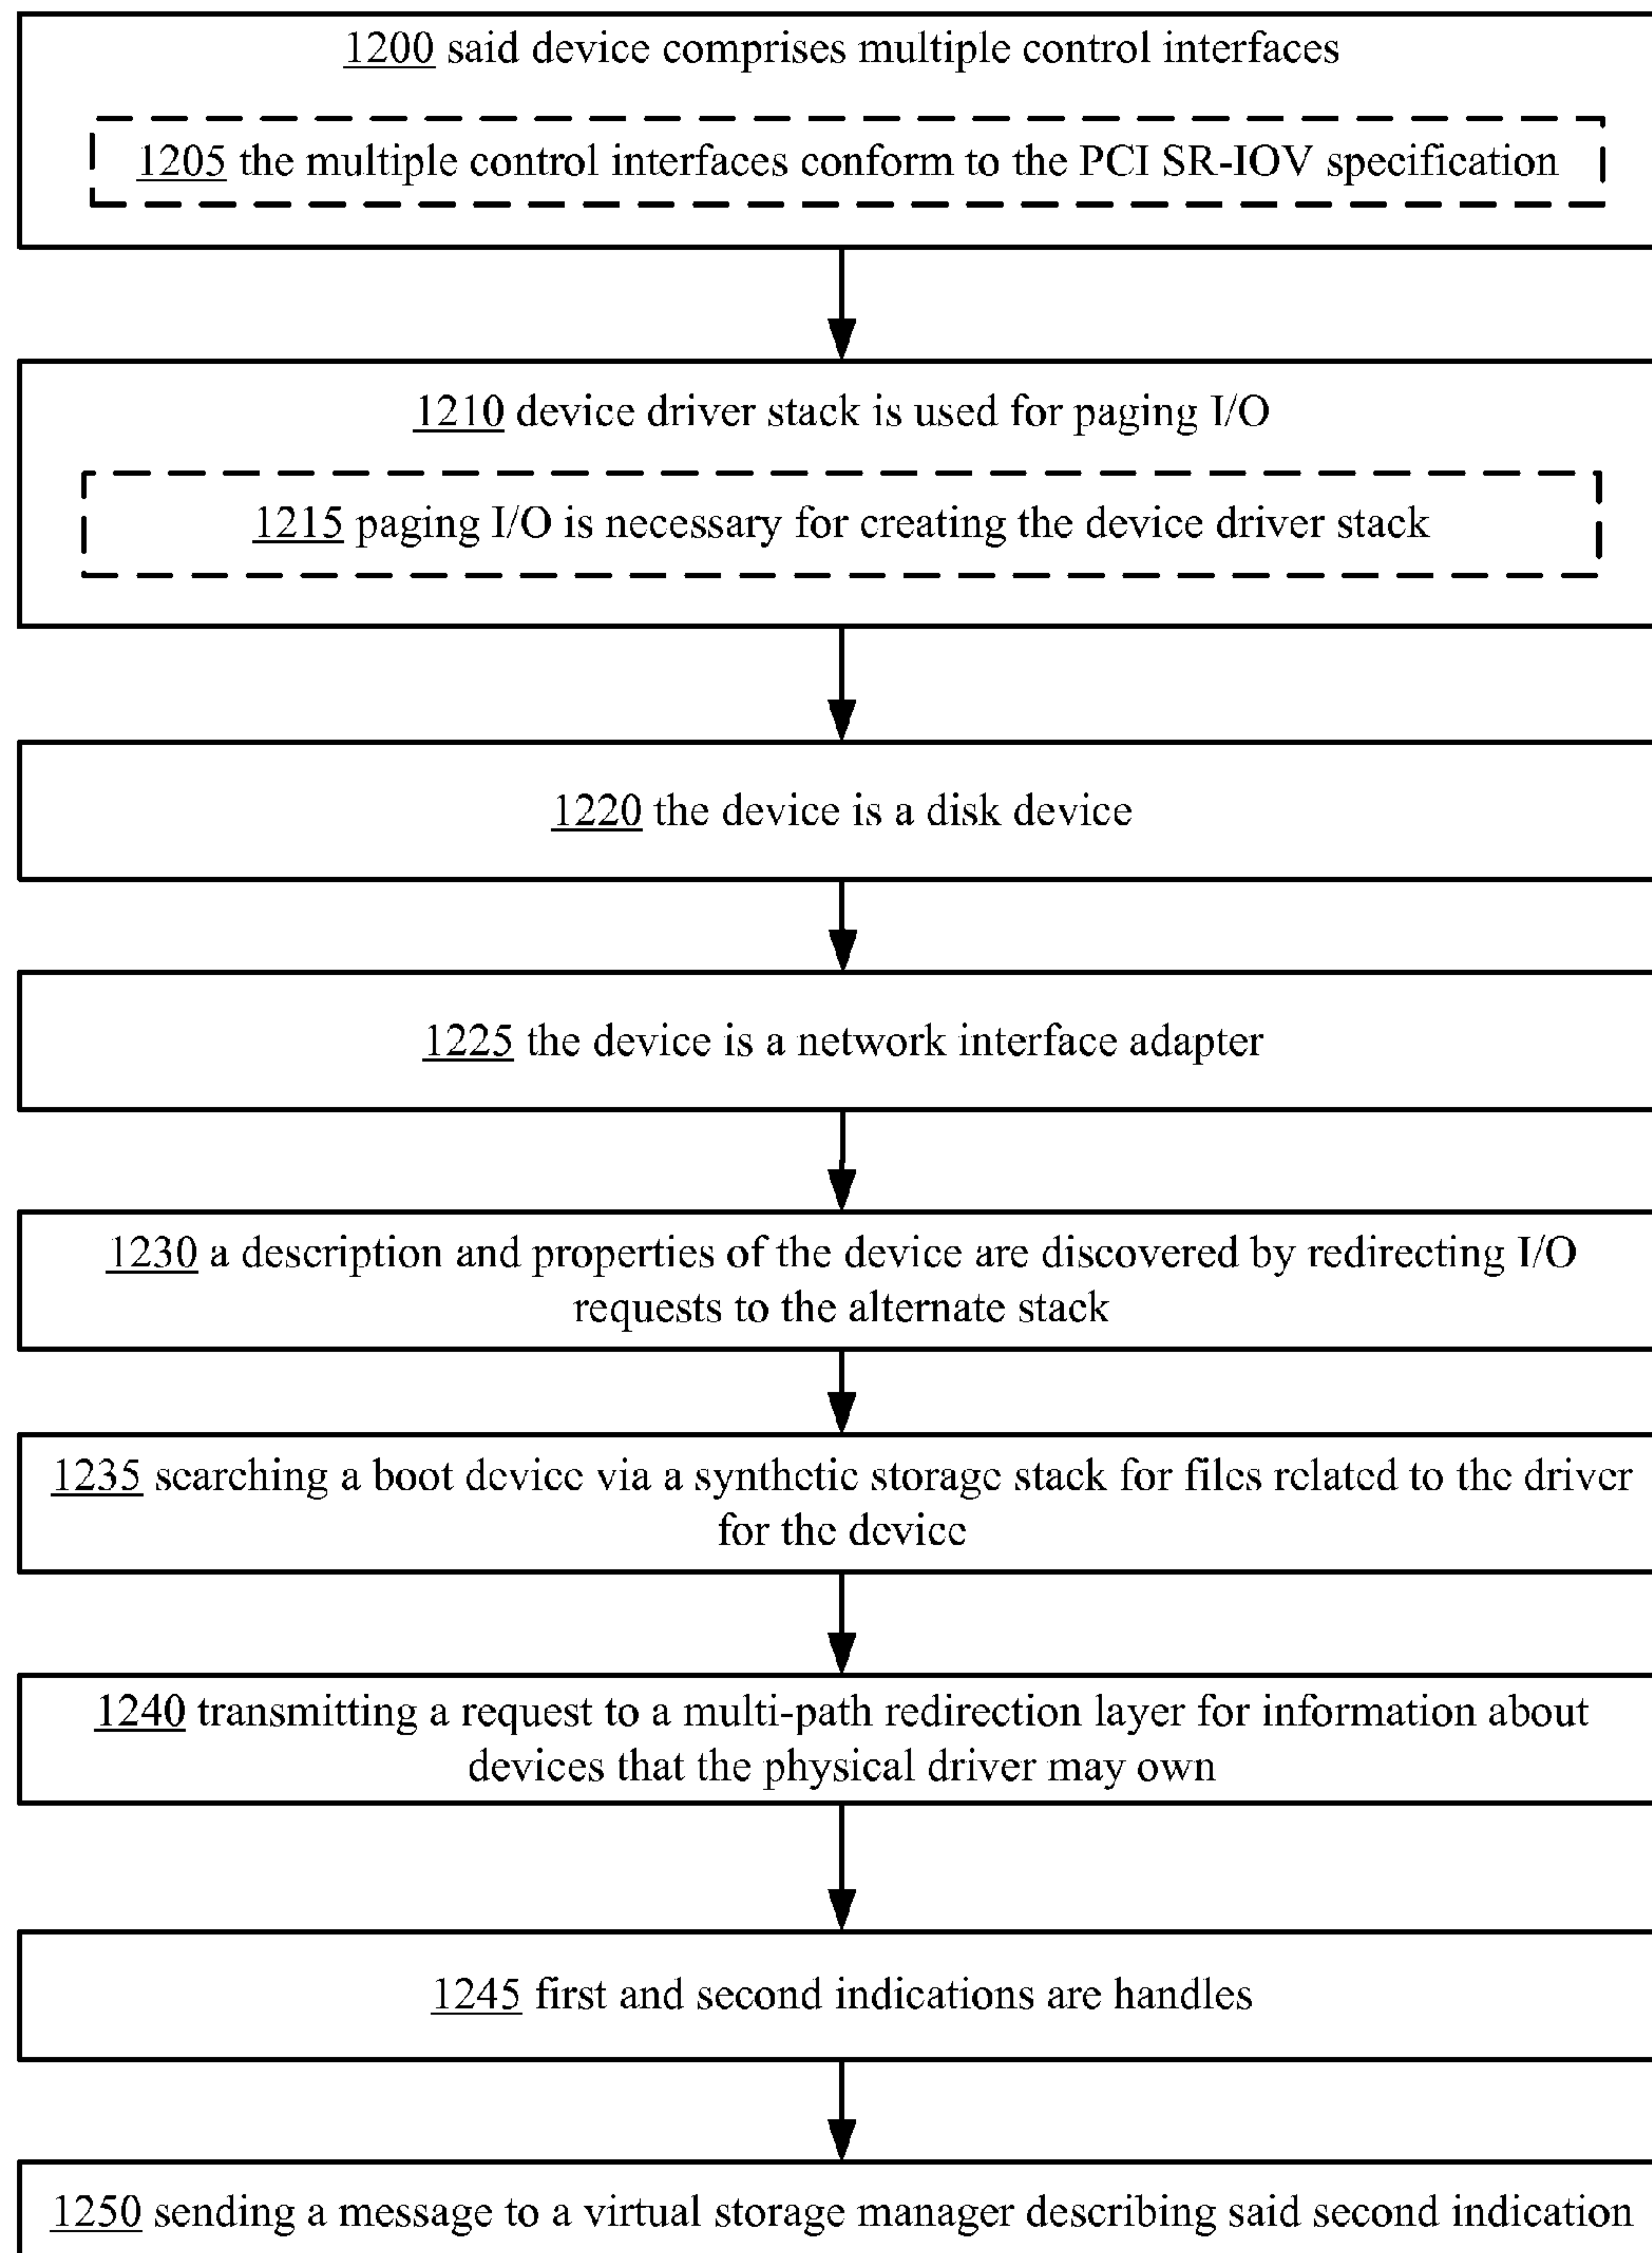 1200 said device comprises multiple control interfaces
1205 the multiple control interfaces conform to the PCI SR-IOV specification
1210 device driver stack is used for paging I/O
1215 paging I/O is necessary for creating the device driver stack
1220 the device is a disk device
1225 the device is a network interface adapter
1230 a description and properties of the device are discovered by redirecting I/O
requests to the alternate stack
1235 searching a boot device via a synthetic storage stack for files related to the driver
for the device
1240 transmitting a request to a multi-path redirection layer for information about
devices that the physical driver may own
1245 first and second indications are handles
1250 sending a message to a virtual storage manager describing said second indication